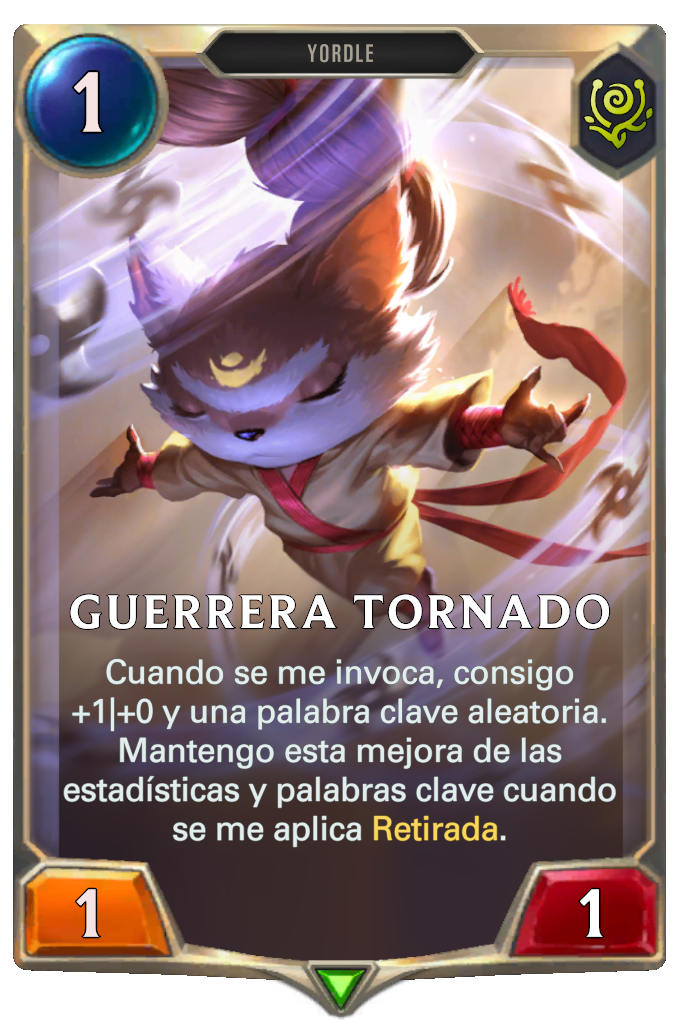 1
YORDLE
GUERRERA TORNADO
Cuando se me invoca, consigo
+1|+0 y una palabra clave aleatoria.
Mantengo esta mejora de las
estadísticas y palabras clave cuando
se me aplica Retirada.
1
1